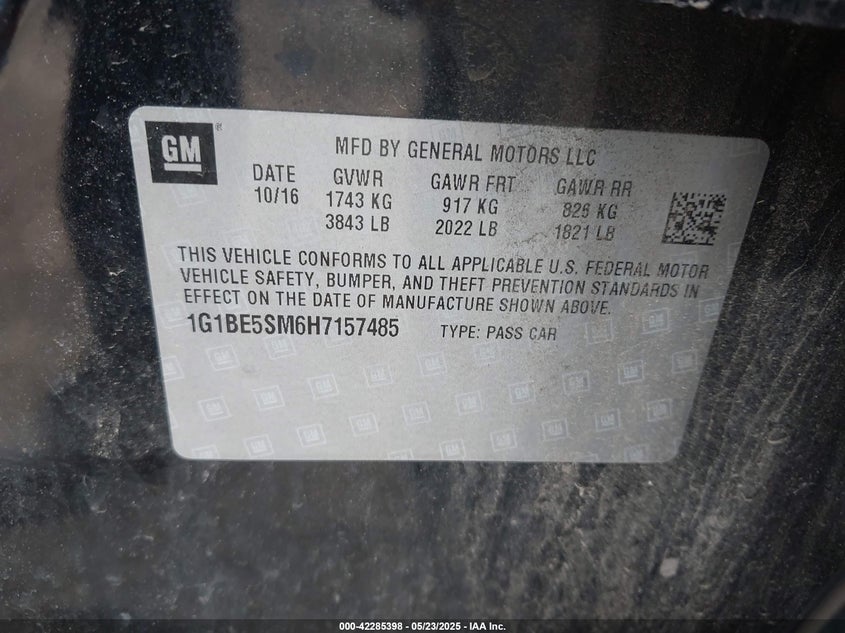 GM
MFD BY GENERAL MOTORS LLC
DATE GVWR GAWR FRT GAWR RR
10/16 1743 KG 917 KG 826 KG
3843 LB 2022 LB 1821 LB
THIS VEHICLE CONFORMS TO ALL APPLICABLE U.S. FEDERAL MOTOR
VEHICLE SAFETY, BUMPER, AND THEFT PREVENTION STANDARDS IN
EFFECT ON THE DATE OF MANUFACTURE SHOWN ABOVE.
1G1BE5SM6H7157485 TYPE: PASS CAR
000-42285398 - 05/23/2025 - IAA Inc.